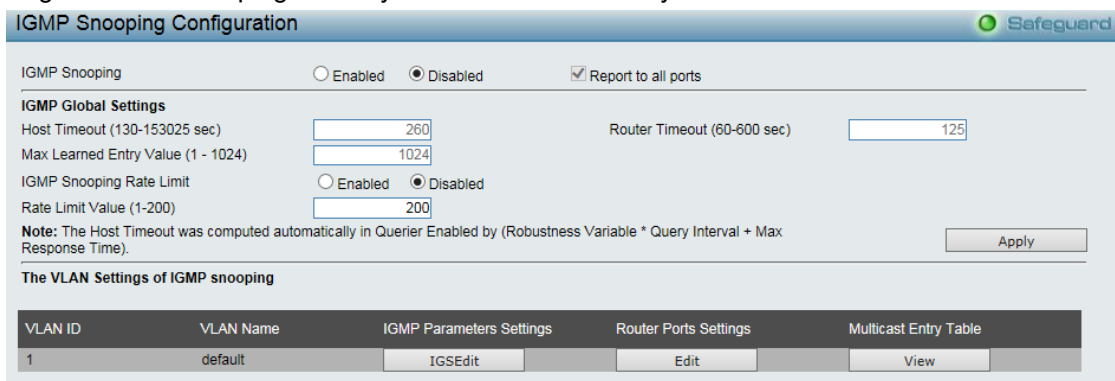 IGMP Snooping Configuration
Safeguard
IGMP Snooping Enabled Disabled Report to all ports
IGMP Global Settings
Host Timeout (130-153025 sec) 260 Router Timeout (60-600 sec) 125
Max Learned Entry Value (1 - 1024) 1024
IGMP Snooping Rate Limit Enabled Disabled
Rate Limit Value (1-200) 200
Note: The Host Timeout was computed automatically in Querier Enabled by (Robustness Variable * Query Interval + Max
Response Time).
Apply
The VLAN Settings of IGMP snooping
VLAN ID VLAN Name IGMP Parameters Settings Router Ports Settings Multicast Entry Table
1 default IGSEdit Edit View